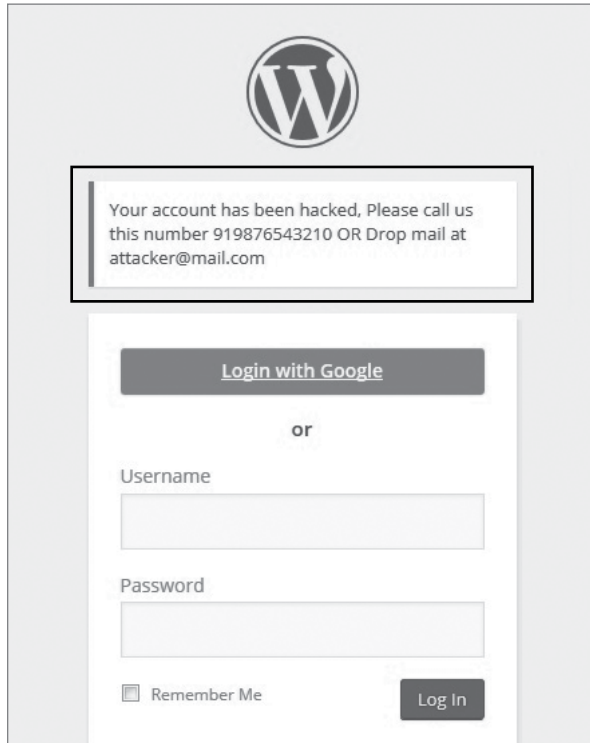 Your account has been hacked, Please call us
this number 919876543210 OR Drop mail at
attacker@mail.com
Login with Google
or
Username
Password
Remember Me
Log In